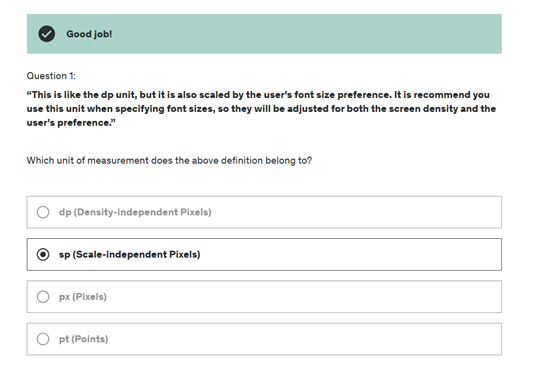 Good job!
Question 1:
“This is like the dp unit, but it is also scaled by the user's font size preference. It is recommend you
use this unit when specifying font sizes, so they will be adjusted for both the screen density and the
user's preference.”
Which unit of measurement does the above definition belong to?
dp (Density-independent Pixels)
sp (Scale-independent Pixels)
px (Pixels)
pt (Points)